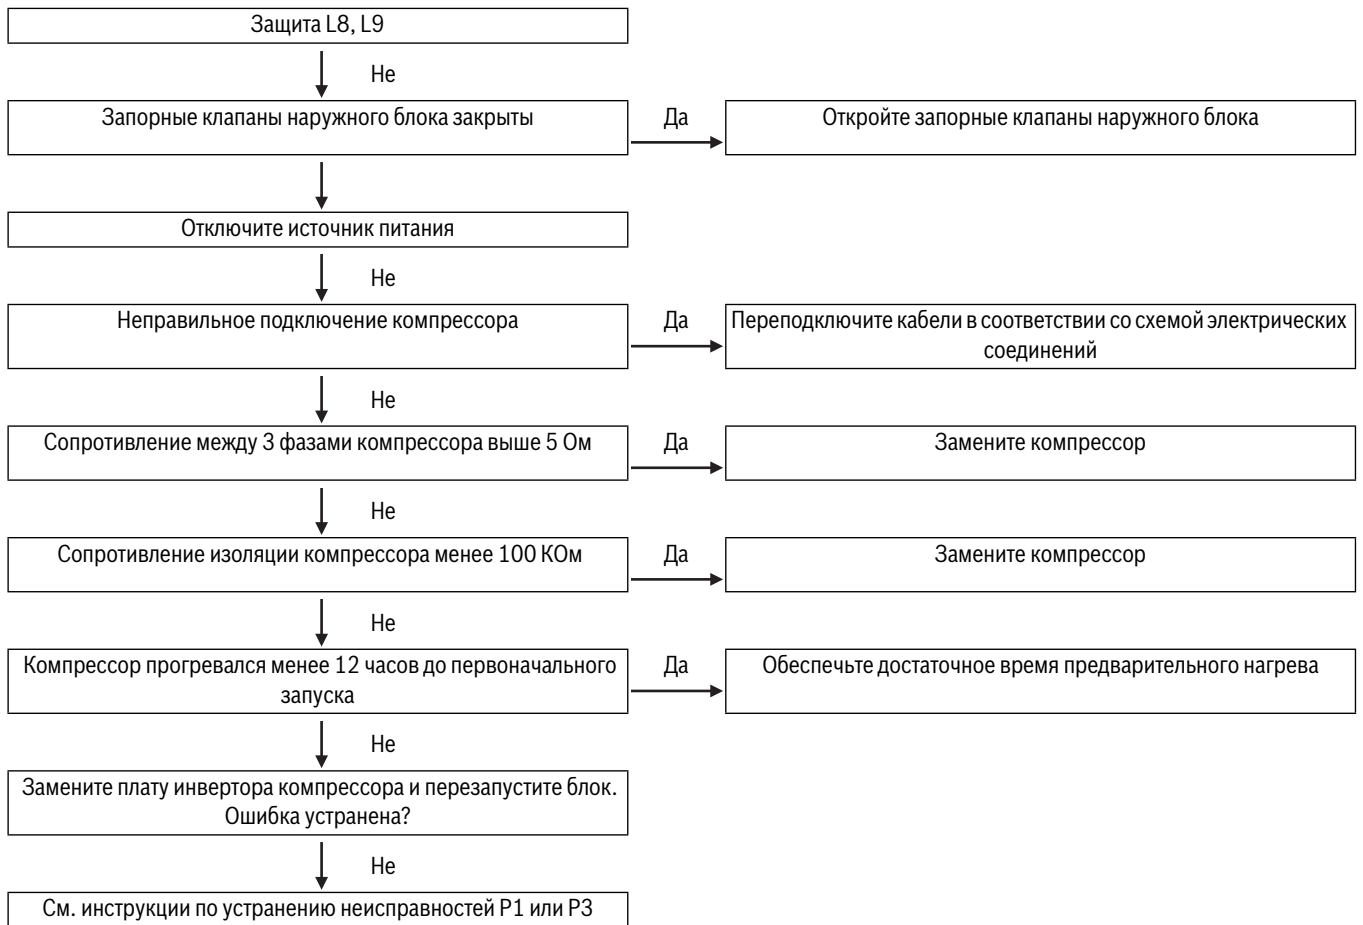 Защита L8, L9
Не
Запорные клапаны наружного блока закрыты
Да
Откройте запорные клапаны наружного блока
Отключите источник питания
Не
Неправильное подключение компрессора
Да
Переподключите кабели в соответствии со схемой электрических
соединений
Не
Сопротивление между 3 фазами компрессора выше 5 Ом
Да
Замените компрессор
Не
Сопротивление изоляции компрессора менее 100 КОм
Да
Замените компрессор
Не
Компрессор прогревался менее 12 часов до первоначального
запуска
Да
Обеспечьте достаточное время предварительного нагрева
Не
Замените плату инвертора компрессора и перезапустите блок.
Ошибка устранена?
Не
См. инструкции по устранению неисправностей P1 или P3